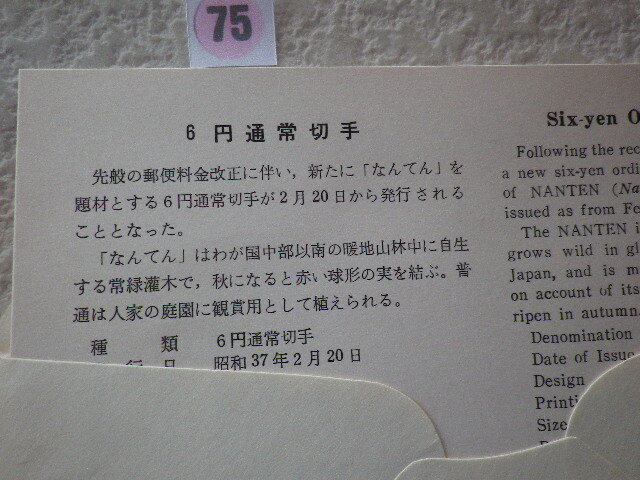 75
6円通常切手
先般の郵便料金改正に伴い，新たに「なんてん」を
題材とする6円通常切手が2月20日から発行される
こととなった。
「なんてん」はわが国中部以南の暖地山林中に自生
する常緑灌木で，秋になると赤い球形の実を結ぶ。普
通は人家の庭園に観賞用として植えられる。
種　類　6円通常切手
行日　昭和37年2月20日
Six-yen O
Following the rec
a new six-yen ordi
of NANTEN (Na
issued as from Fe
The NANTEN i
grows wild in gl
Japan, and is m
on account of its
ripen in autumn.
Denomination
Date of Issue
Design
Printi
Size